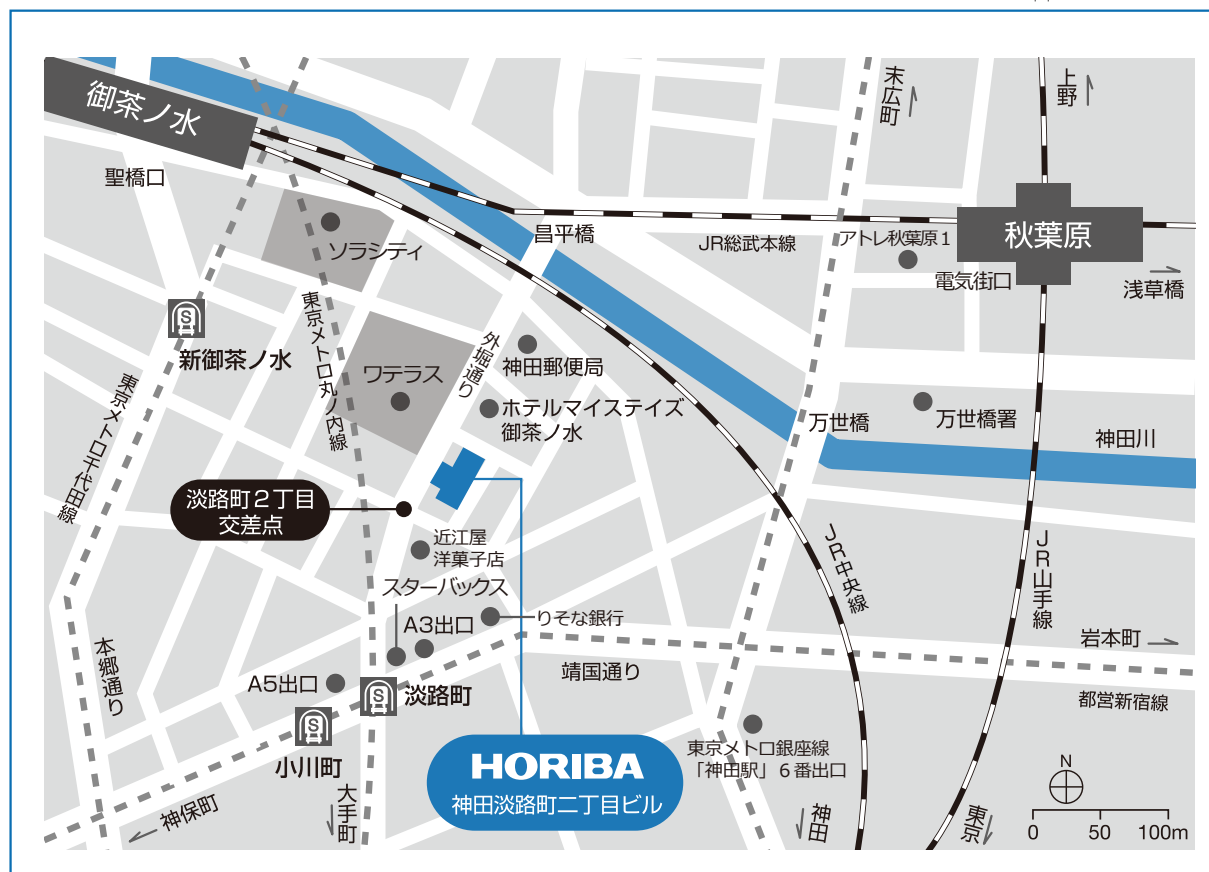 御茶ノ水
聖橋口
末広町
上野
ソラシティ
昌平橋
JR総武本線
アトレ秋葉原1
秋葉原
電気街口
浅草橋
S
新御茶ノ水
東京メトロ丸ノ内線
外堀通り
神田郵便局
ワテラス
ホテルマイステイズ
御茶ノ水
東京メトロ千代田線
万世橋
万世橋署
神田川
淡路町2丁目
交差点
近江屋
洋菓子店
スターバックス
A3出口
りそな銀行
JR中央線
JR山手線
岩本町
本郷通り
A5出口
S
淡路町
靖国通り
都営新宿線
S
小川町
東京メトロ銀座線
「神田駅」6番出口
HORIBA
神田淡路町二丁目ビル
神保町
大手町
神田
東京
N
0 50 100m